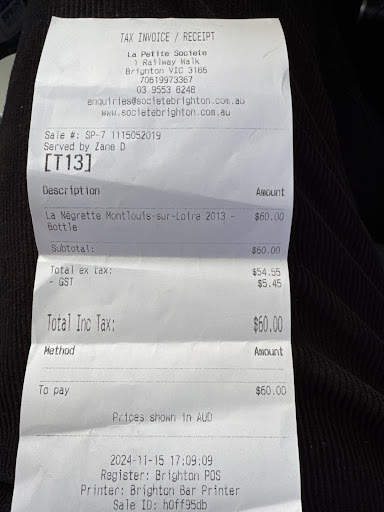 TAX INVOICE / RECEIPT
La Petite Societe
1 Railway Walk
Brighton VIC 3186
70619973367
03 9553 8248
enquiries@societebrighton.com.au
www.societebrighton.com.au
Sale #: SP-7 1115052019
Served by Zane D
[T13]
Description Amount
La Négrette Montlouis-sur-Loire 2013 - $60.00
Bottle
Subtotal: $60.00
Total ex tax: $54.55
- GST $5.45
Total Inc Tax: $60.00
Method Amount
To pay $60.00
Prices shown in AUD
2024-11-15 17:09:09
Register: Brighton POS
Printer: Brighton Bar Printer
Sale ID: h0ff95db